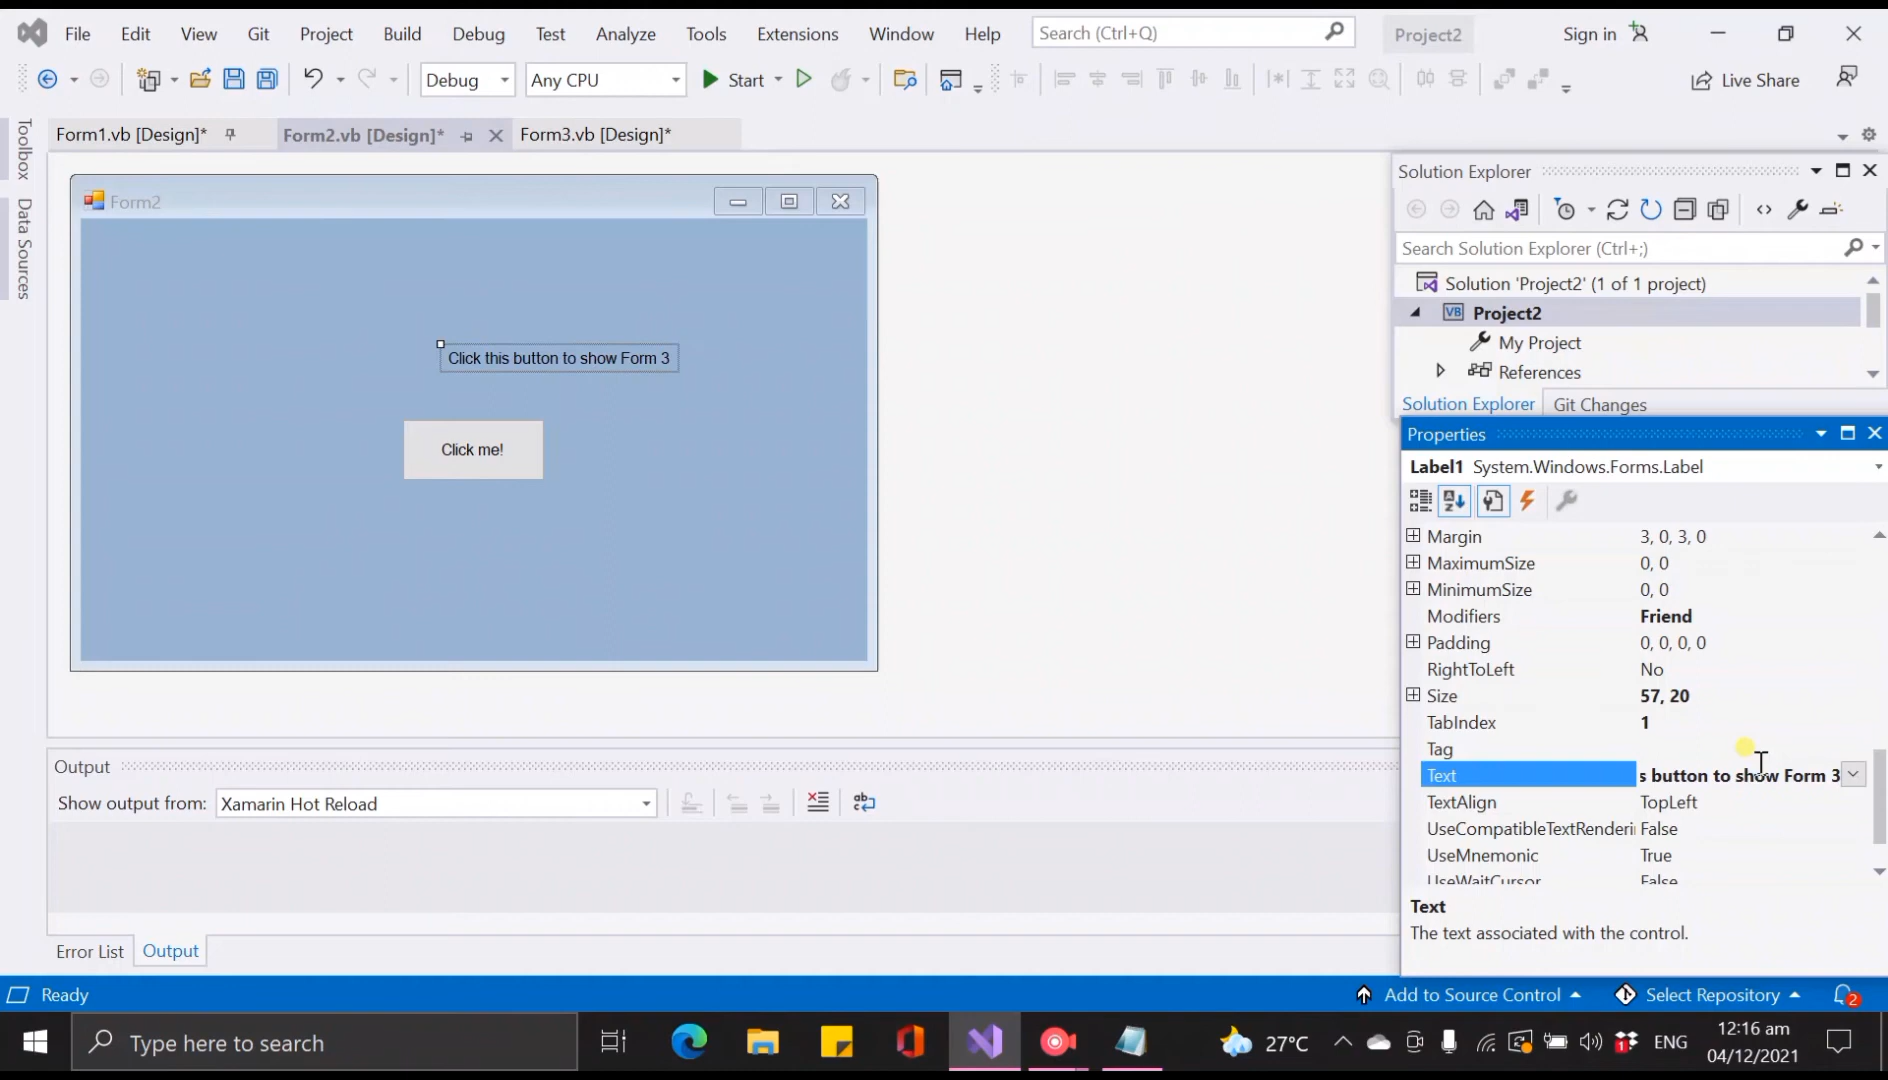 File Edit View Git Project Build Debug Test Analyze Tools Extensions Window Help Search (Ctrl+Q) Project2 Sign in
Debug Any CPU Start Live Share
Form1.vb [Design]* Form2.vb [Design]* Form3.vb [Design]*
Toolbox
Data Sources
Form2
Click this button to show Form 3
Click me!
Solution Explorer
Search Solution Explorer (Ctrl+;)
Solution 'Project2' (1 of 1 project)
VB Project2
My Project
References
Solution Explorer Git Changes
Properties
Label1 System.Windows.Forms.Label
Margin 3, 0, 3, 0
MaximumSize 0, 0
MinimumSize 0, 0
Modifiers Friend
Padding 0, 0, 0, 0
RightToLeft No
Size 57, 20
TabIndex 1
Tag
Text s button to show Form 3
TextAlign TopLeft
UseCompatibleTextRenderi False
UseMnemonic True
UseWaitCursor False
Text
The text associated with the control.
Output
Show output from: Xamarin Hot Reload
Error List Output
Ready Add to Source Control Select Repository 2
Type here to search 27°C 1 ENG 12:16 am
04/12/2021